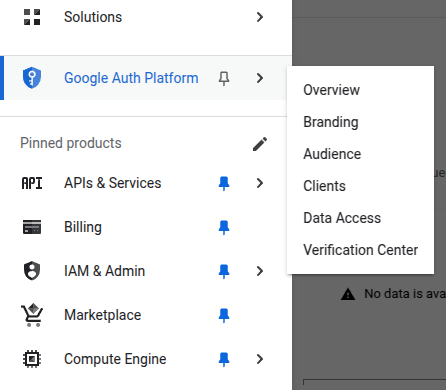 Solutions
Google Auth Platform
Overview
Branding
Audience
Clients
Data Access
Verification Center
Pinned products
API APIs & Services
Billing
IAM & Admin
Marketplace
Compute Engine
No data is ava